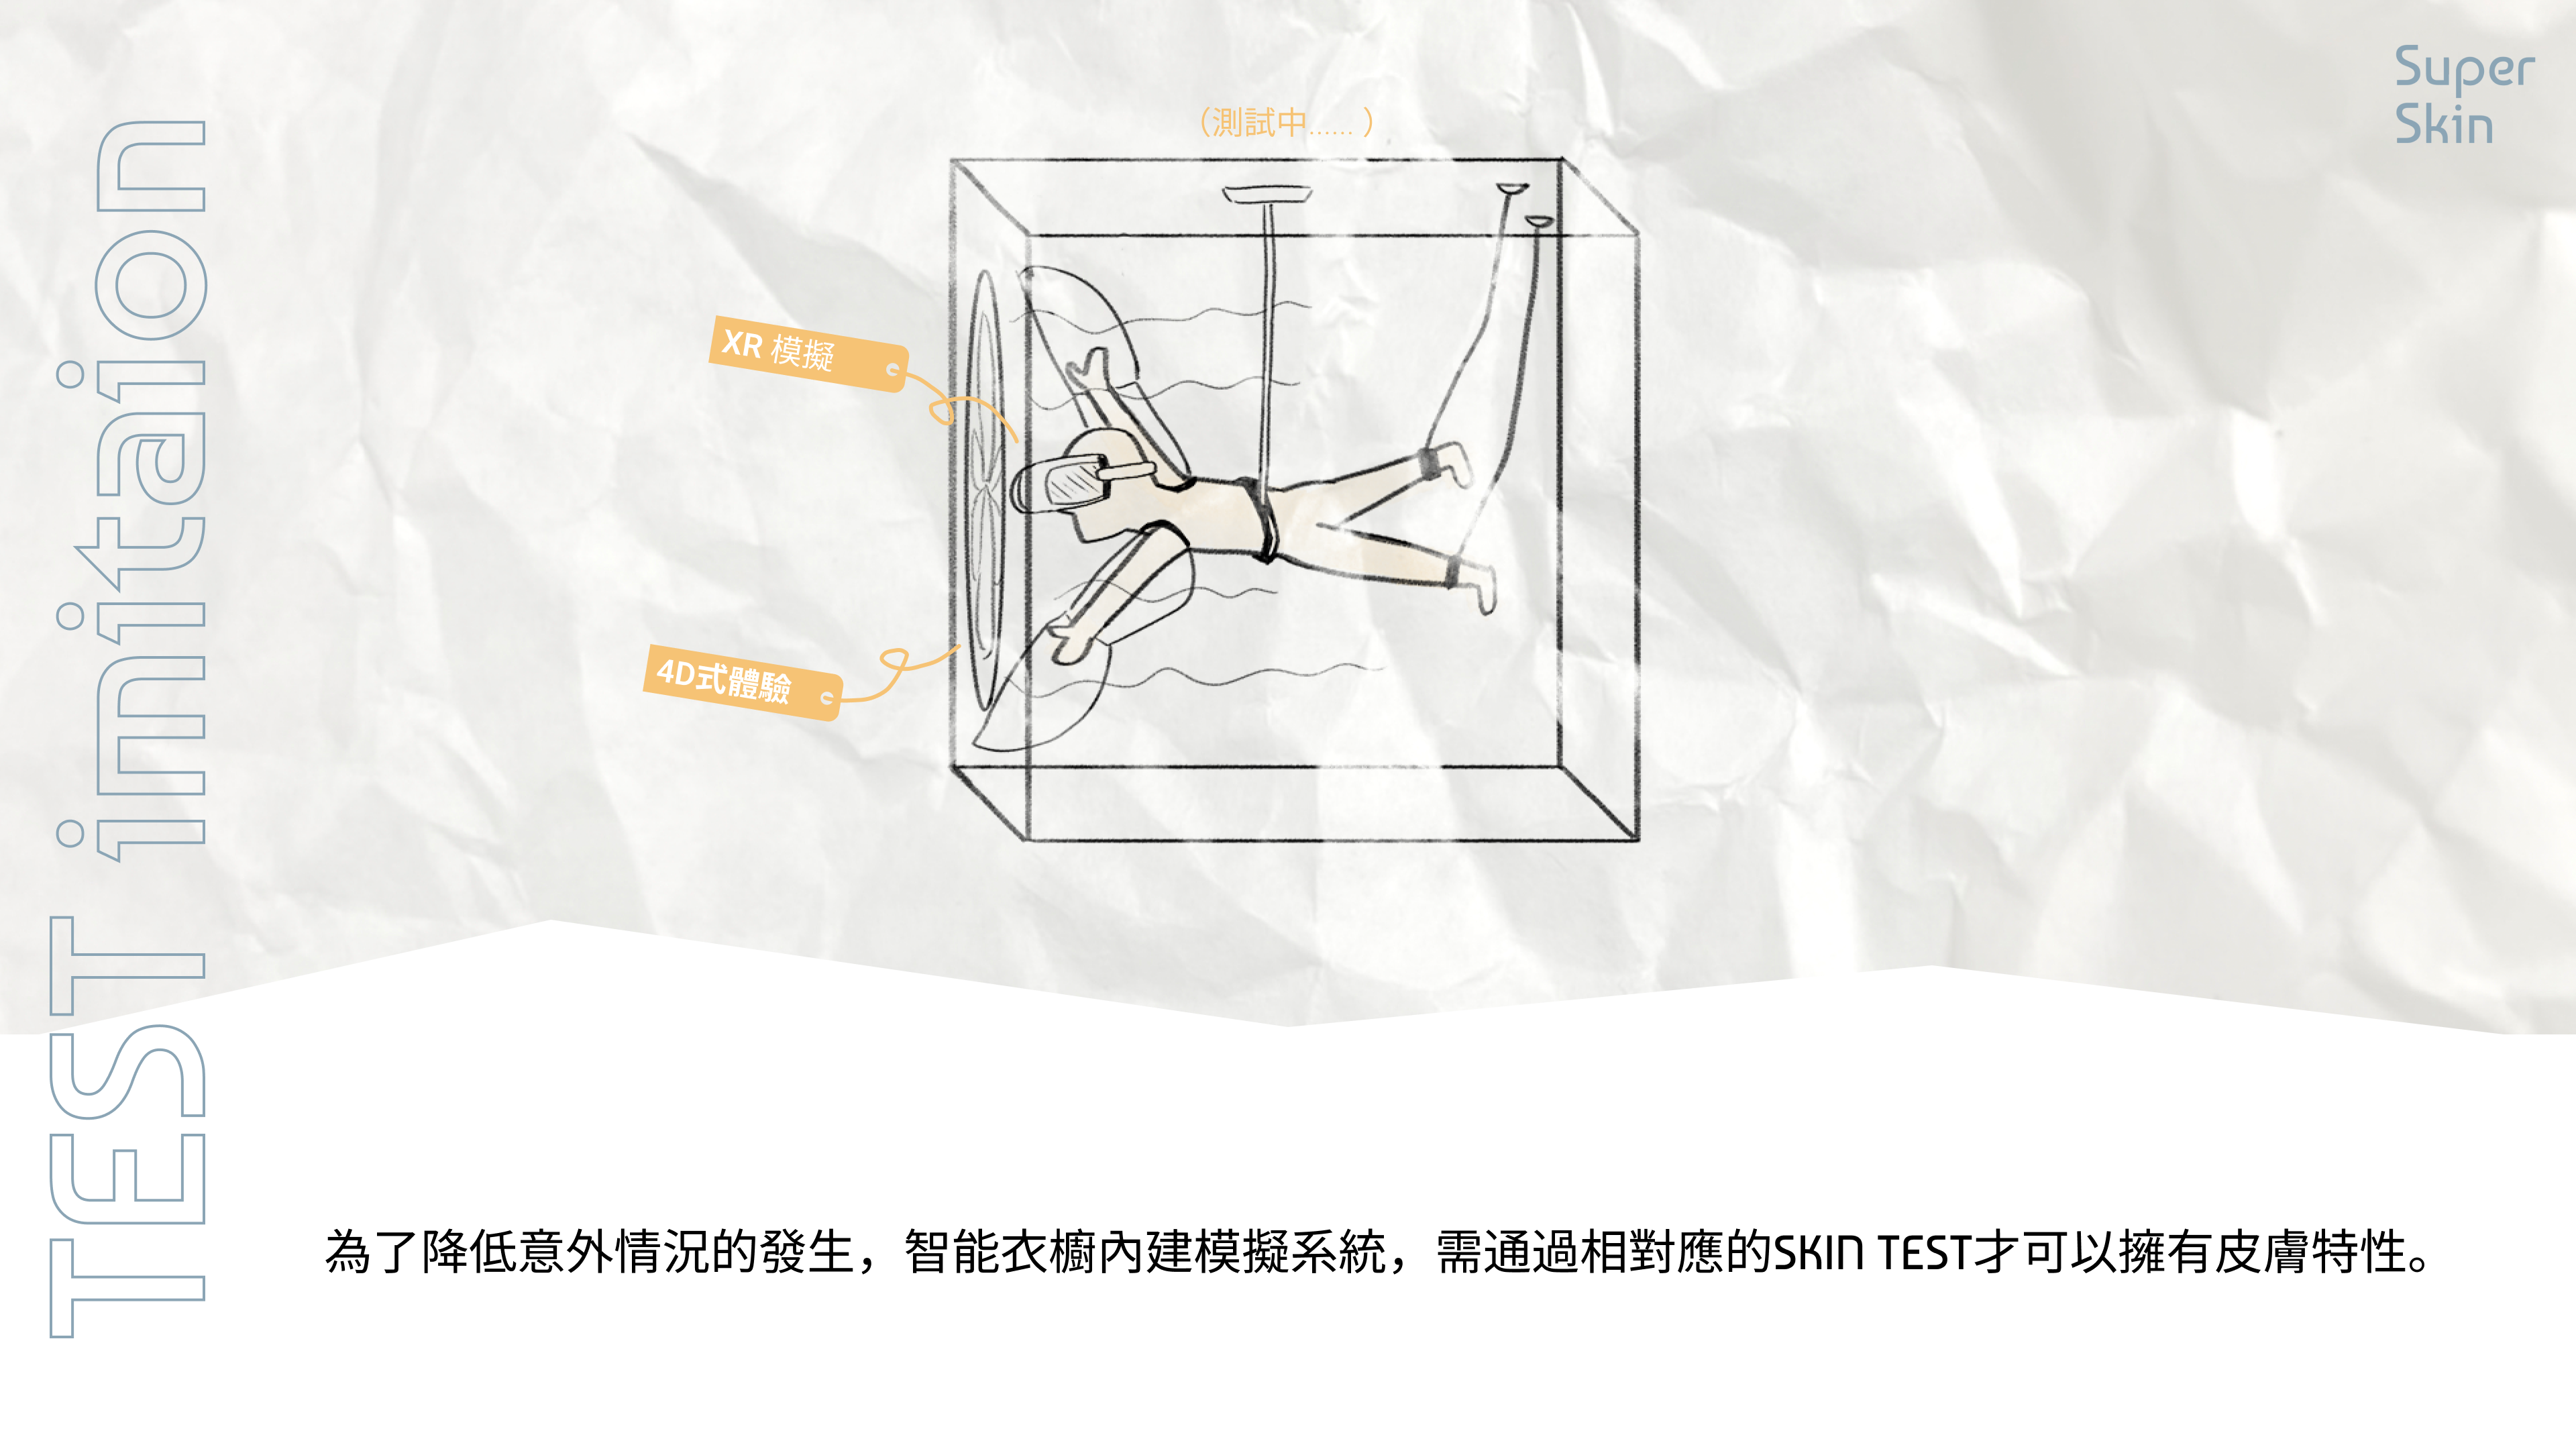 Super
Skin
TEST imitaion
（測試中...... ）
XR 模擬
4D式體驗
為了降低意外情況的發生，智能衣櫥內建模擬系統，需通過相對應的SKIN TEST才可以擁有皮膚特性。